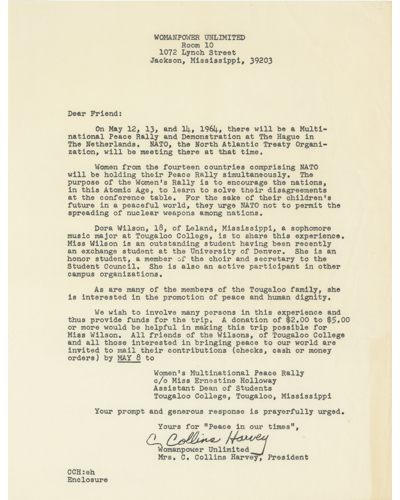 WOMANPOWER UNLIMITED
Room 10
1072 Lynch Street
Jackson, Mississippi, 39203
Dear Friend:
On May 12, 13, and 14, 1964, there will be a Multi-
national Peace Rally and Demonstration at The Hague in
The Netherlands. NATO, the North Atlantic Treaty Organi-
zation, will be meeting there at that time.
Women from the fourteen countries comprising NATO
will be holding their Peace Rally simultaneously. The
purpose of the Women's Rally is to encourage the nations,
in this Atomic Age, to learn to solve their disagreements
at the conference table. For the sake of their children's
future in a peaceful world, they urge NATO not to permit the
spreading of nuclear weapons among nations.
Dora Wilson, 18, of Leland, Mississippi, a sophomore
music major at Tougaloo College, is to share this experience.
Miss Wilson is an outstanding student having been recently
an exchange student at the University of Denver. She is an
honor student, a member of the choir and secretary to the
Student Council. She is also an active participant in other
campus organizations.
As are many of the members of the Tougaloo family, she
is interested in the promotion of peace and human dignity.
We wish to involve many persons in this experience and
thus provide funds for the trip. A donation of $2.00 to $5.00
or more would be helpful in making this trip possible for
Miss Wilson. All friends of the Wilsons, of Tougaloo College
and all those interested in bringing peace to our world are
invited to mail their contributions (checks, cash or money
orders) by MAY 8 to
Women's Multinational Peace Rally
c/o Miss Ernestine Holloway
Assistant Dean of Students
Tougaloo College, Tougaloo, Mississippi
Your prompt and generous response is prayerfully urged.
Yours for "Peace in our times",
C. Collins Harvey
Womanpower Unlimited
Mrs. C. Collins Harvey, President
CCH:eh
Enclosure